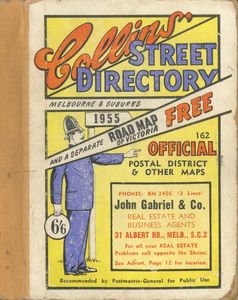 Collins'
STREET
DIRECTORY
MELBOURNE & SUBURBS
1955
FREE
AND A SEPARATE
ROAD MAP
OF VICTORIA
162
OFFICIAL
POSTAL DISTRICT
& OTHER MAPS
6/6
PHONES: BM 2456 (3 Lines)
John Gabriel & Co.
REAL ESTATE AND
BUSINESS AGENTS
31 ALBERT RD., MELB., S.C.2
For all your REAL ESTATE
Problems call opposite the Shrine.
See Advert. Page 12 for location.
Recommended by Postmaster-General for Public Use